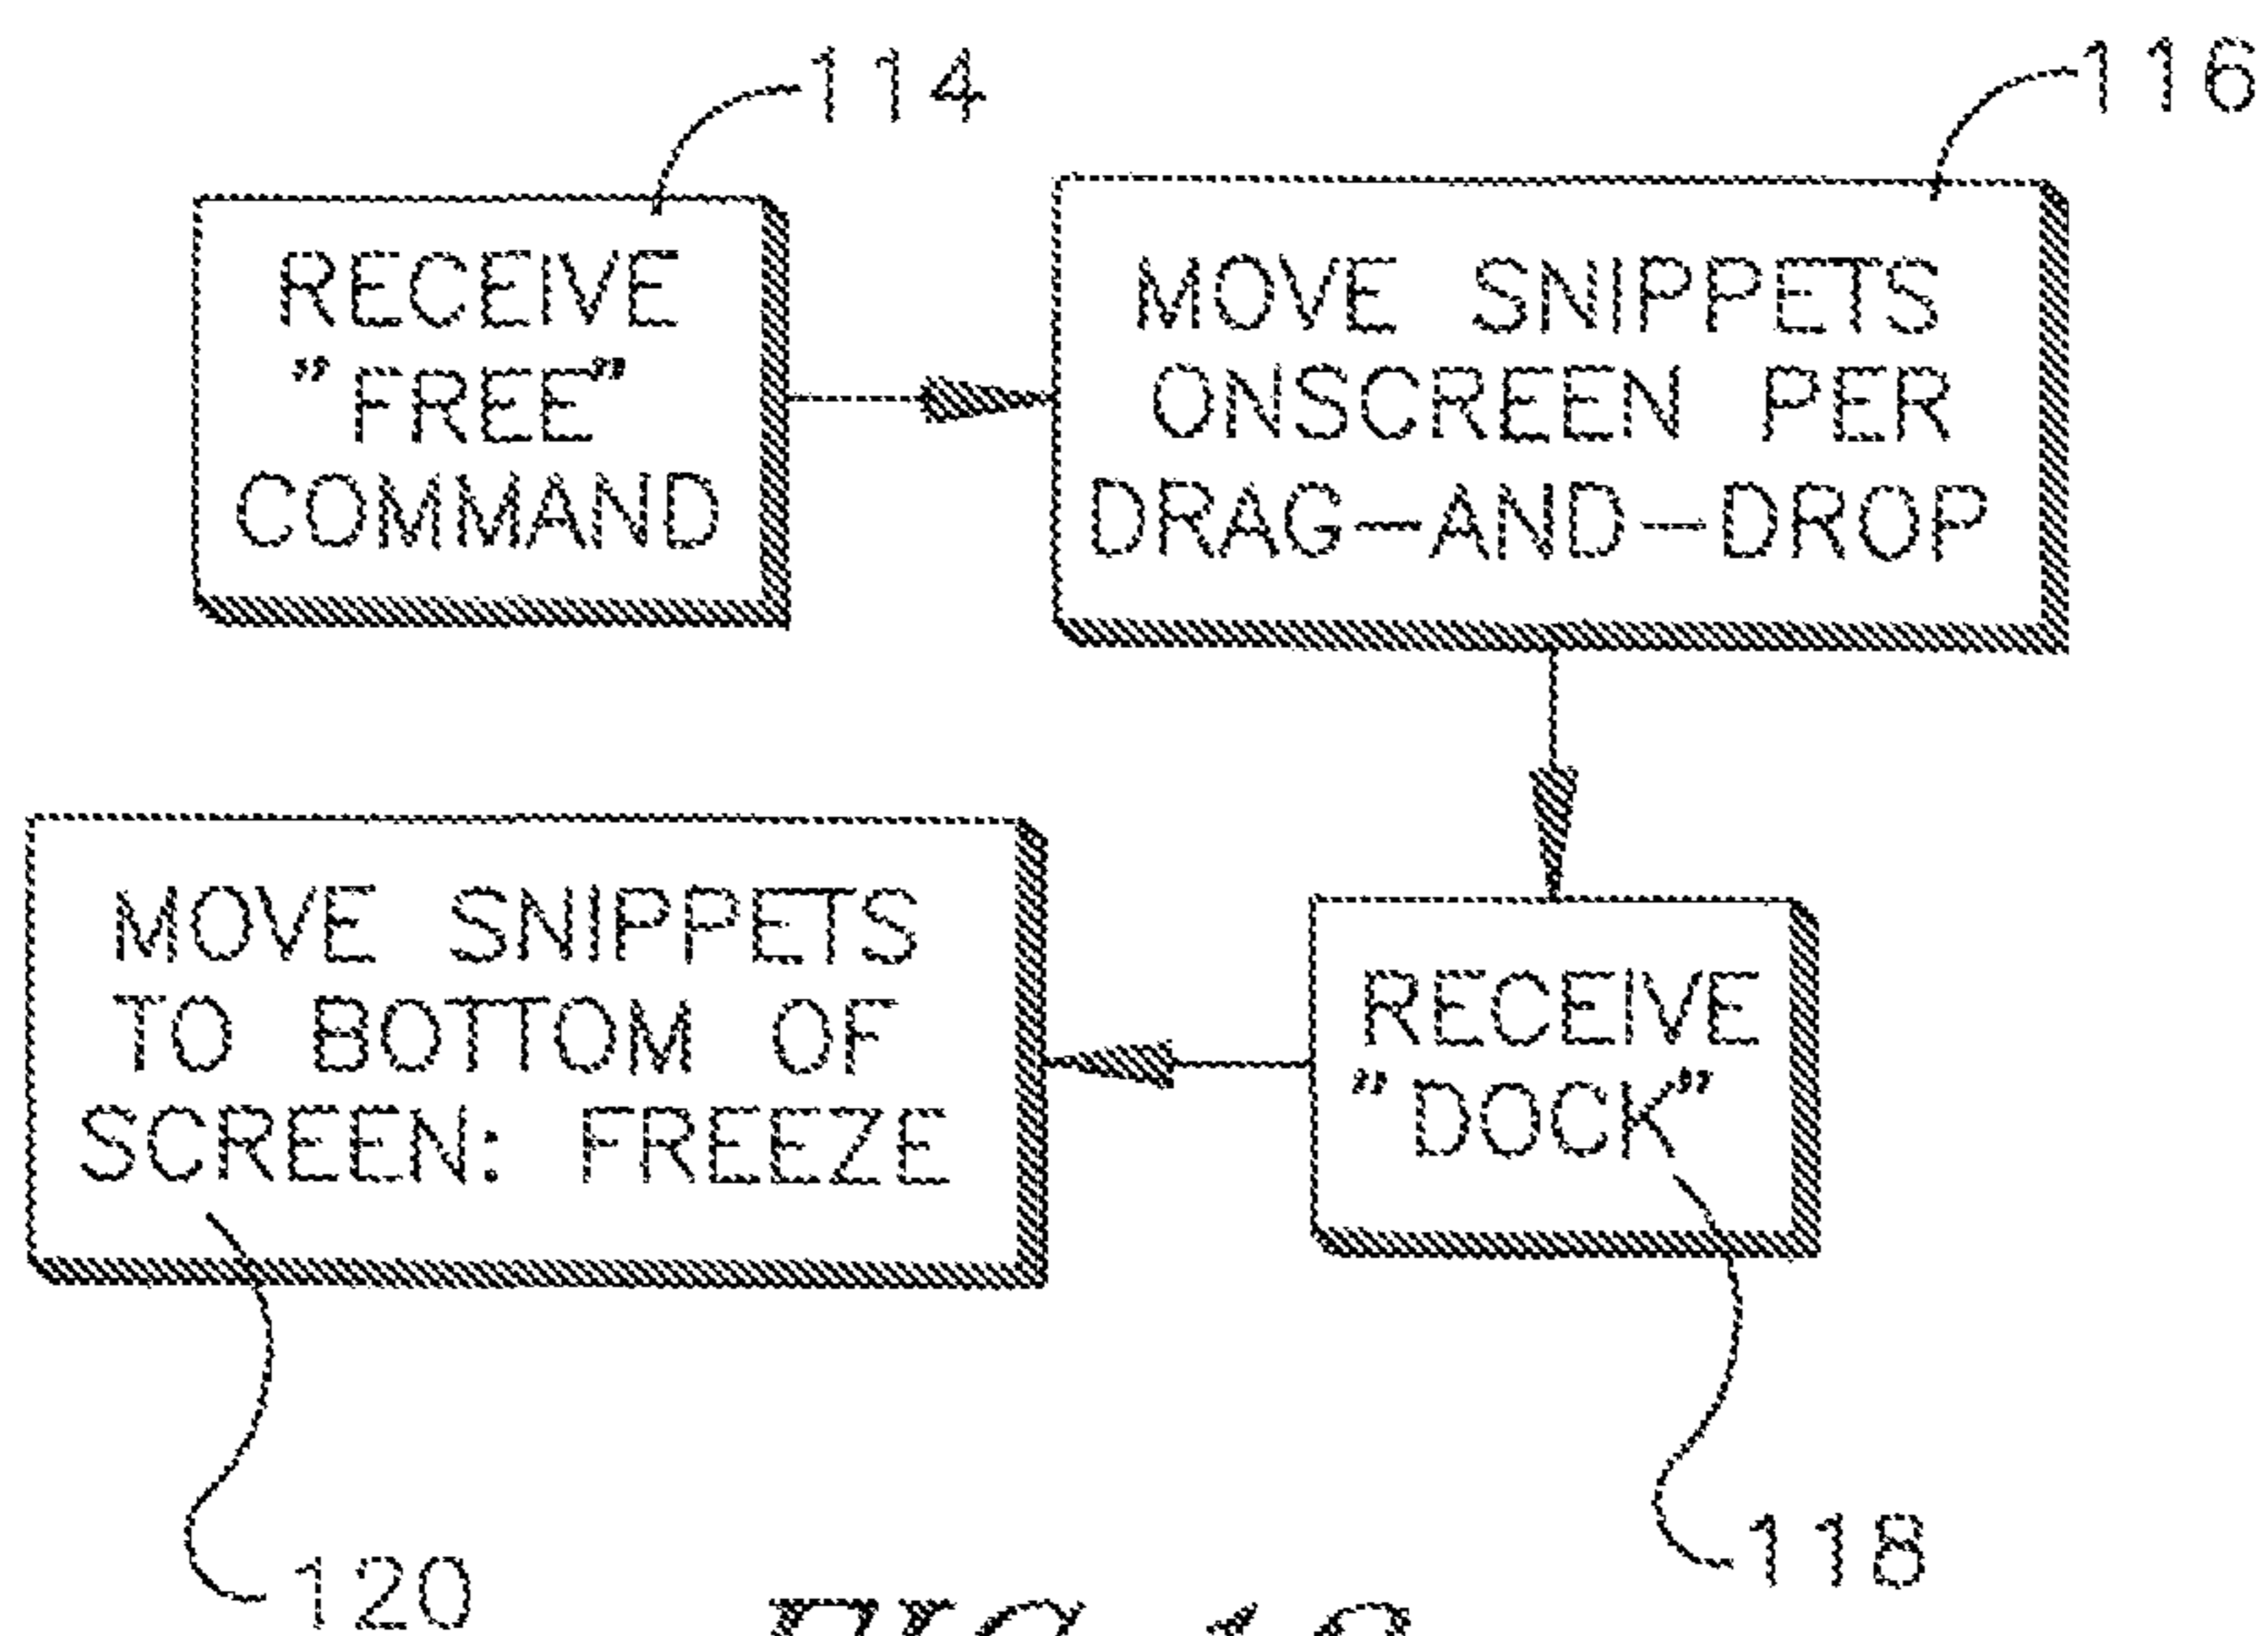 114
116
RECEIVE
"FREE"
COMMAND
MOVE SNIPPETS
ONSCREEN PER
DRAG-AND-DROP
MOVE SNIPPETS
TO BOTTOM OF
SCREEN: FREEZE
RECEIVE
"DOCK"
118
120